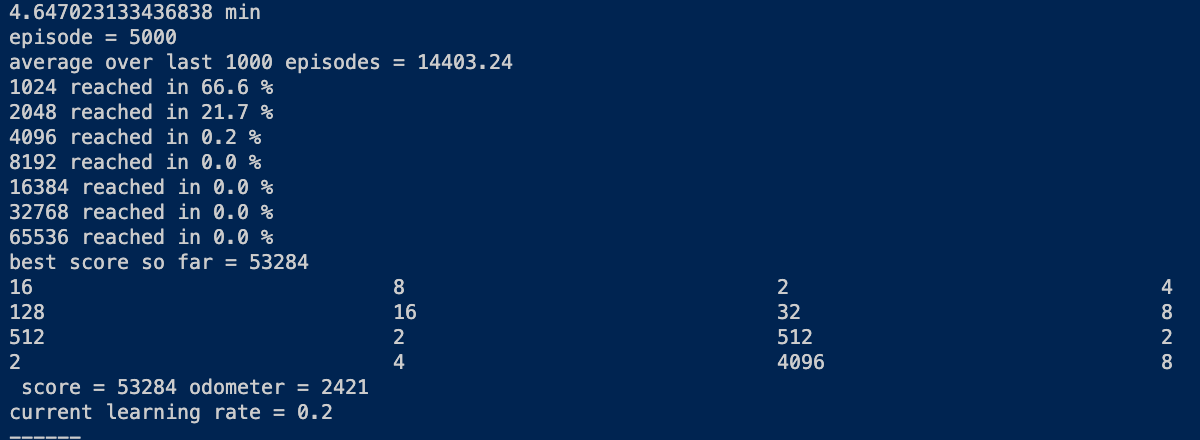 4.647023133436838 min
episode = 5000
average over last 1000 episodes = 14403.24
1024 reached in 66.6 %
2048 reached in 21.7 %
4096 reached in 0.2 %
8192 reached in 0.0 %
16384 reached in 0.0 %
32768 reached in 0.0 %
65536 reached in 0.0 %
best score so far = 53284
16 8 2 4
128 16 32 8
512 2 512 2
2 4 4096 8
score = 53284 odometer = 2421
current learning rate = 0.2
------